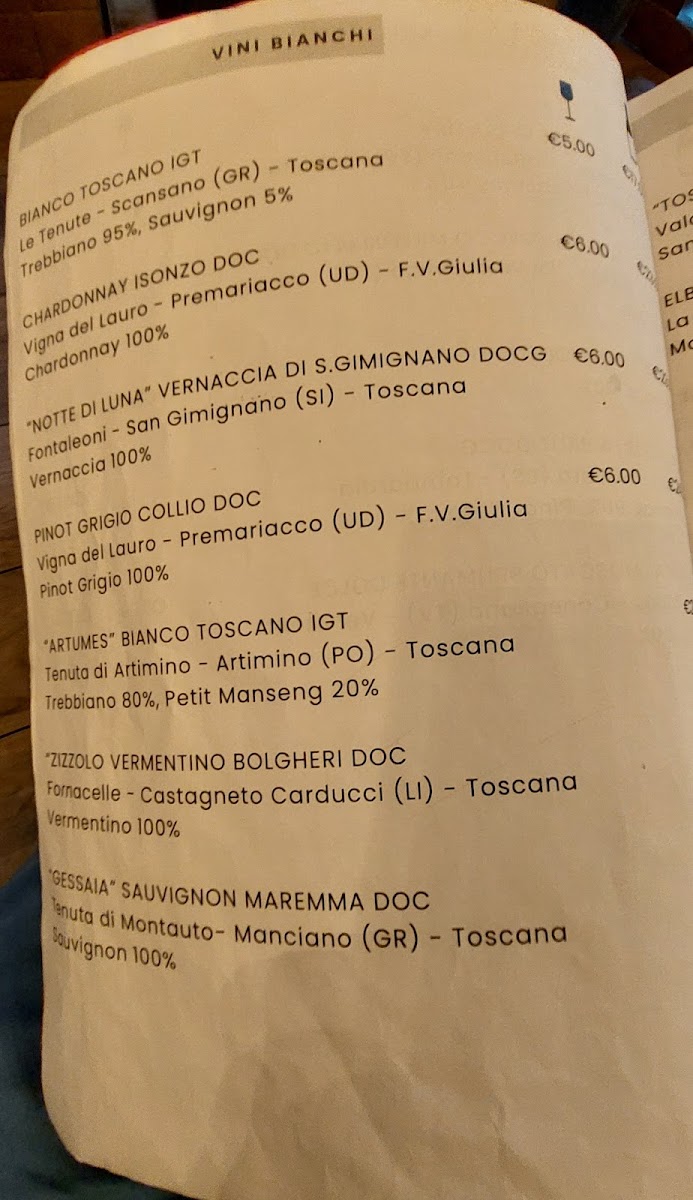 VINI BIANCHI
BIANCO TOSCANO IGT €5.00
Le Tenute - Scansano (GR) - Toscana
Trebbiano 95%, Sauvignon 5%
CHARDONNAY ISONZO DOC €6.00
Vigna del Lauro - Premariacco (UD) - F.V.Giulia
Chardonnay 100%
"NOTTE DI LUNA" VERNACCIA DI S.GIMIGNANO DOCG €6.00
Fontaleoni - San Gimignano (SI) - Toscana
Vernaccia 100%
PINOT GRIGIO COLLIO DOC €6.00
Vigna del Lauro - Premariacco (UD) - F.V.Giulia
Pinot Grigio 100%
"ARTUMES" BIANCO TOSCANO IGT
Tenuta di Artimino - Artimino (PO) - Toscana
Trebbiano 80%, Petit Manseng 20%
"ZIZZOLO VERMENTINO BOLGHERI DOC
Fornacelle - Castagneto Carducci (LI) - Toscana
Vermentino 100%
"GESSAIA" SAUVIGNON MAREMMA DOC
Tenuta di Montauto- Manciano (GR) - Toscana
Sauvignon 100%
La